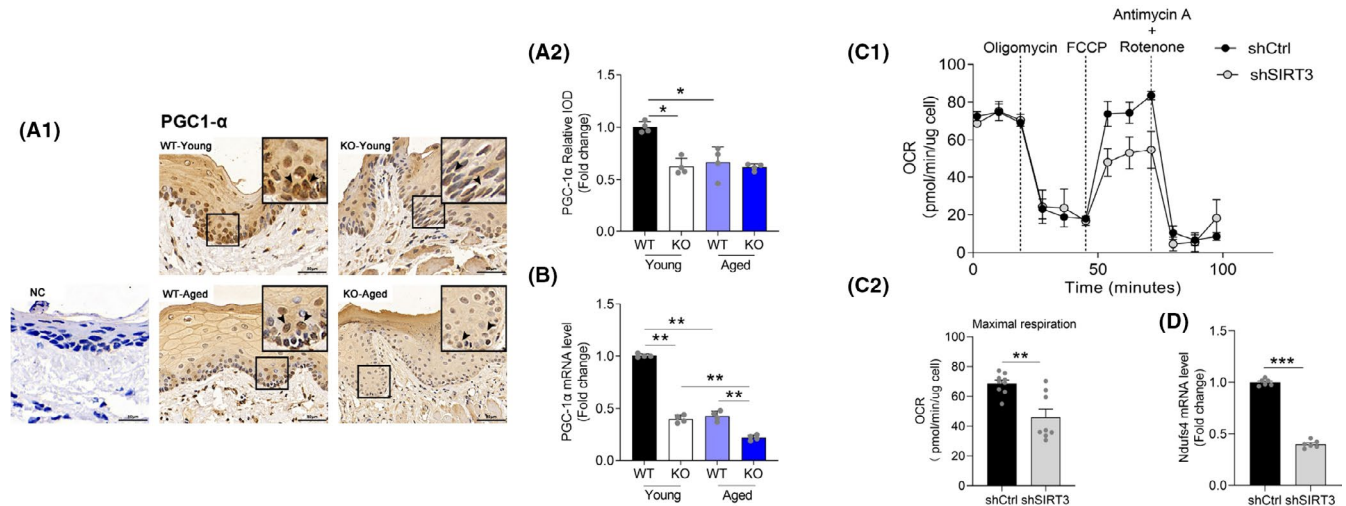 (A1)
PGC1-α
WT-Young
KO-Young
NC
WT-Aged
KO-Aged
(A2)
PGC-1α Relative IOD
(Fold change)
1.5
1.0
0.5
0.0
*
*
WT KO WT KO
Young Aged
(B)
PGC-1α mRNA level
(Fold change)
1.5
1.0
0.5
0.0
**
**
**
**
WT KO WT KO
Young Aged
(C1)
Antimycin A
+
Oligomycin FCCP Rotenone
shCtrl
shSIRT3
OCR
(pmol/min/ug cell)
100
80
60
40
20
0
0 50 100
Time (minutes)
(C2)
Maximal respiration
OCR
( pmol/min/ug cell)
100
80
60
40
20
0
**
shCtrl shSIRT3
(D)
Ndufs4 mRNA level
(Fold change)
1.5
1.0
0.5
0.0
***
shCtrl shSIRT3